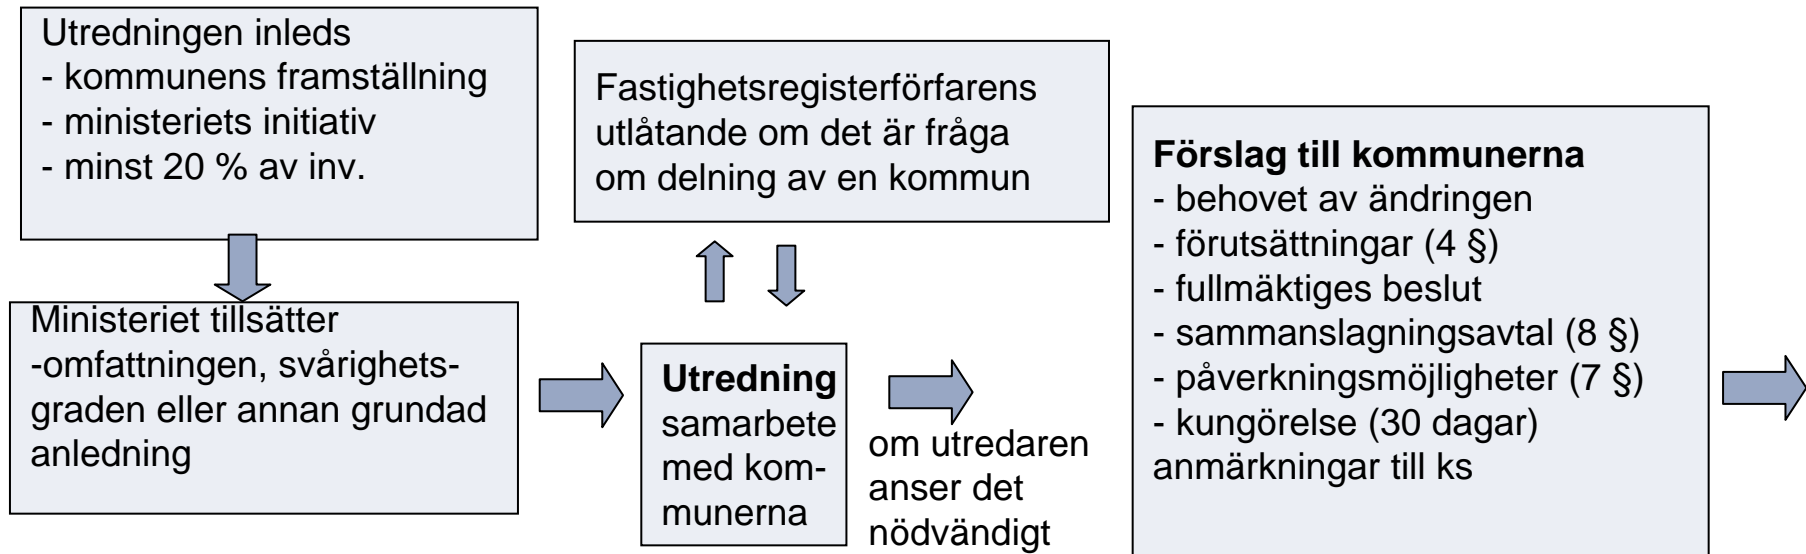 Utredningen inleds
- kommunens framställning
- ministeriets initiativ
- minst 20 % av inv.
Ministeriet tillsätter
-omfattningen, svårighets-
graden eller annan grundad
anledning
Fastighetsregisterförfarens
utlåtande om det är fråga
om delning av en kommun
Utredning
samarbete
med kom-
munerna
om utredaren
anser det
nödvändigt
Förslag till kommunerna
- behovet av ändringen
- förutsättningar (4 §)
- fullmäktiges beslut
- sammanslagningsavtal (8 §)
- påverkningsmöjligheter (7 §)
- kungörelse (30 dagar)
anmärkningar till ks